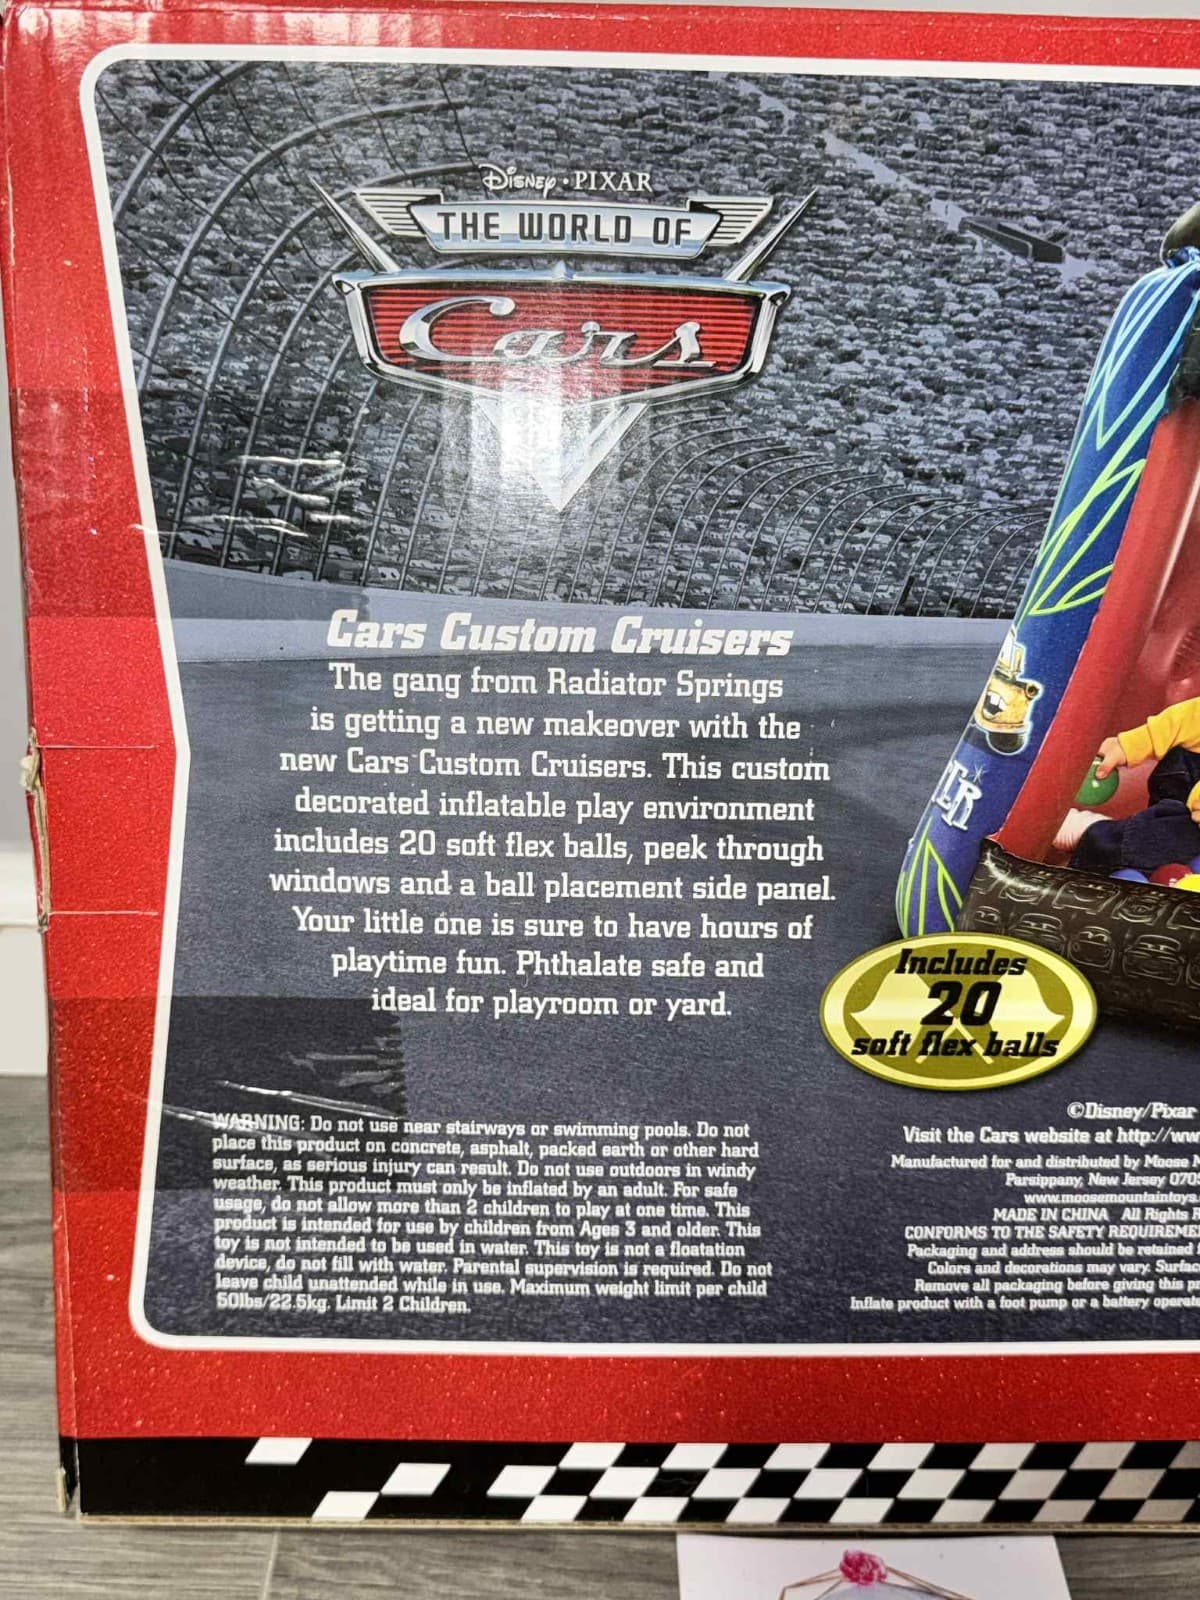 Disney • PIXAR
THE WORLD OF
Cars
Cars Custom Cruisers
The gang from Radiator Springs
is getting a new makeover with the
new Cars Custom Cruisers. This custom
decorated inflatable play environment
includes 20 soft flex balls, peek through
windows and a ball placement side panel.
Your little one is sure to have hours of
playtime fun. Phthalate safe and
ideal for playroom or yard.
Includes
20
soft flex balls
WARNING: Do not use near stairways or swimming pools. Do not
place this product on concrete, asphalt, packed earth or other hard
surface, as serious injury can result. Do not use outdoors in windy
weather. This product must only be inflated by an adult. For safe
usage, do not allow more than 2 children to play at one time. This
product is intended for use by children from Ages 3 and older. This
toy is not intended to be used in water. This toy is not a floatation
device, do not fill with water. Parental supervision is required. Do not
leave child unattended while in use. Maximum weight limit per child
50lbs/22.5kg. Limit 2 Children.
©Disney/Pixar
Visit the Cars website at http://ww
Manufactured for and distributed by Moose
Parsippany, New Jersey 070
www.moosemountaintoys
MADE IN CHINA All Rights
CONFORMS TO THE SAFETY REQUIREME
Packaging and address should be retained
Colors and decorations may vary. Surfac
Remove all packaging before giving this
Inflate product with a foot pump or a battery operat